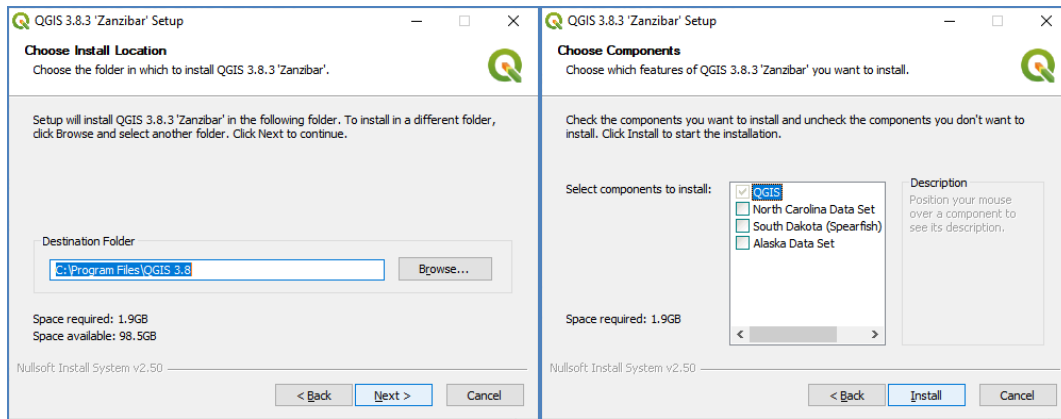 QGIS 3.8.3 'Zanzibar' Setup
Choose Install Location
Choose the folder in which to install QGIS 3.8.3 'Zanzibar'.
Setup will install QGIS 3.8.3 'Zanzibar' in the following folder. To install in a different folder,
click Browse and select another folder. Click Next to continue.
Destination Folder
C:\Program Files\QGIS 3.8
Browse...
Space required: 1.9GB
Space available: 98.5GB
Nullsoft Install System v2.50
< Back
Next >
Cancel
QGIS 3.8.3 'Zanzibar' Setup
Choose Components
Choose which features of QGIS 3.8.3 'Zanzibar' you want to install.
Check the components you want to install and uncheck the components you don't want to
install. Click Install to start the installation.
Select components to install:
QGIS
North Carolina Data Set
South Dakota (Spearfish)
Alaska Data Set
Description
Position your mouse
over a component to
see its description.
Space required: 1.9GB
Nullsoft Install System v2.50
< Back
Install
Cancel